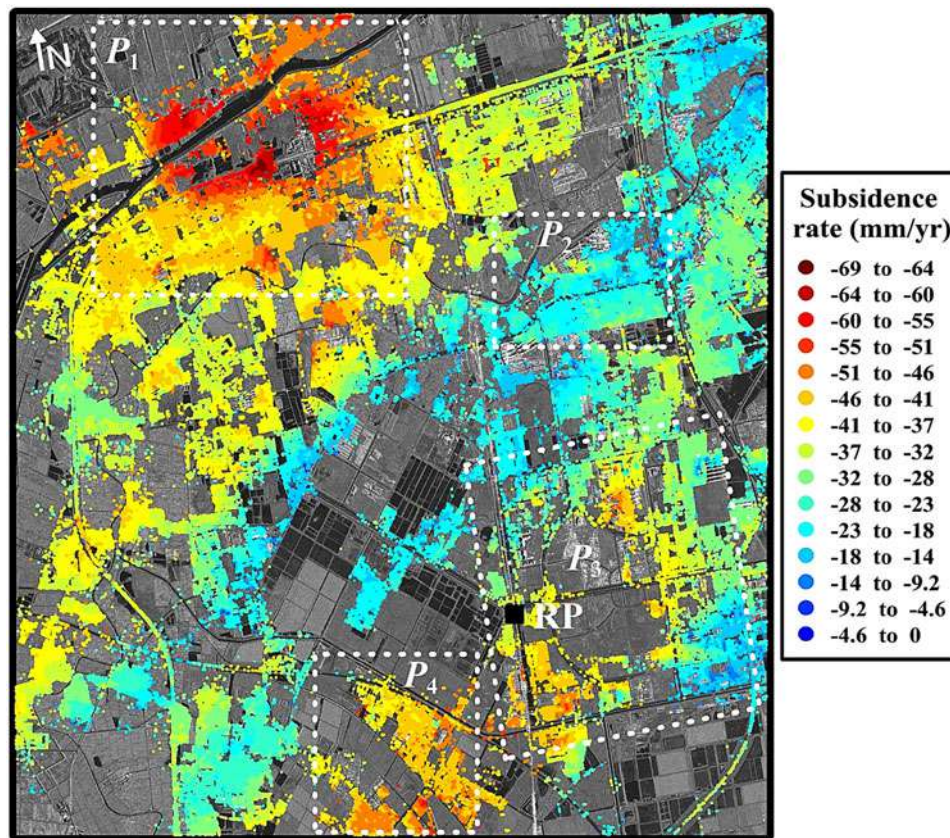 N
P1
P2
P3
RP
P4
Subsidence
rate (mm/yr)
-69 to -64
-64 to -60
-60 to -55
-55 to -51
-51 to -46
-46 to -41
-41 to -37
-37 to -32
-32 to -28
-28 to -23
-23 to -18
-18 to -14
-14 to -9.2
-9.2 to -4.6
-4.6 to 0